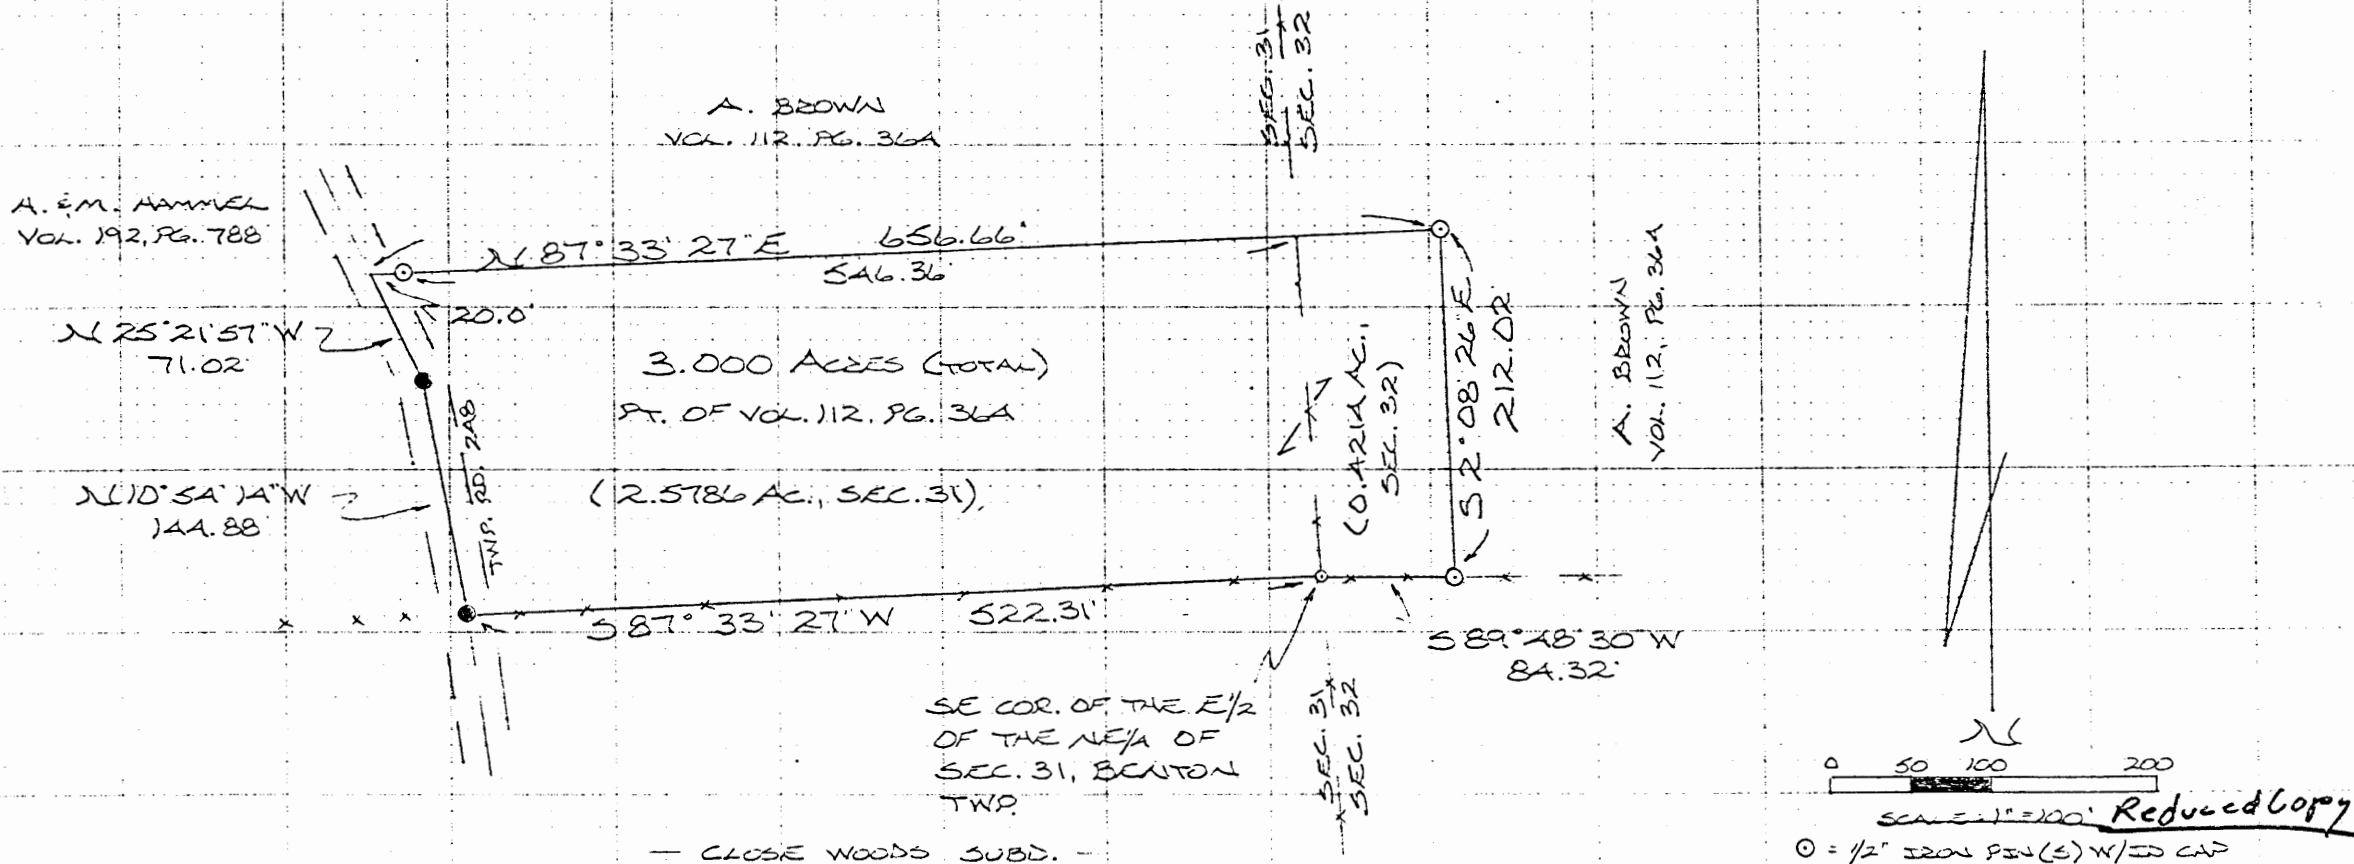 SEC. 31
SEC. 32
A. BROWN
VOL. 112, PG. 364
A. & M. HAMMEL
VOL. 192, PG. 788
N 87° 33' 27" E 656.66'
546.36'
20.0'
N 25° 21' 57" W
71.02'
3.000 ACRES (TOTAL)
PT. OF VOL. 112, PG. 364
(2.5786 AC., SEC. 31)
N 10° 54' 14" W
144.88'
TWP. RD. 248
(0.4214 AC.,
SEC. 32)
S 2° 08' 26" E
212.02'
A. BROWN
VOL. 112, PG. 364
S 87° 33' 27" W 522.31'
S 89° 48' 30" W
84.32'
SE COR. OF THE E 1/2
OF THE NE 1/4 OF
SEC. 31, BENTON
TWP.
SEC. 31
SEC. 32
— CLOSE WOODS SUBD. —
N
0 50 100 200
SCALE: 1" = 100' Reduced Copy
⊙ = 1/2" IRON PIN(S) W/ID CAP